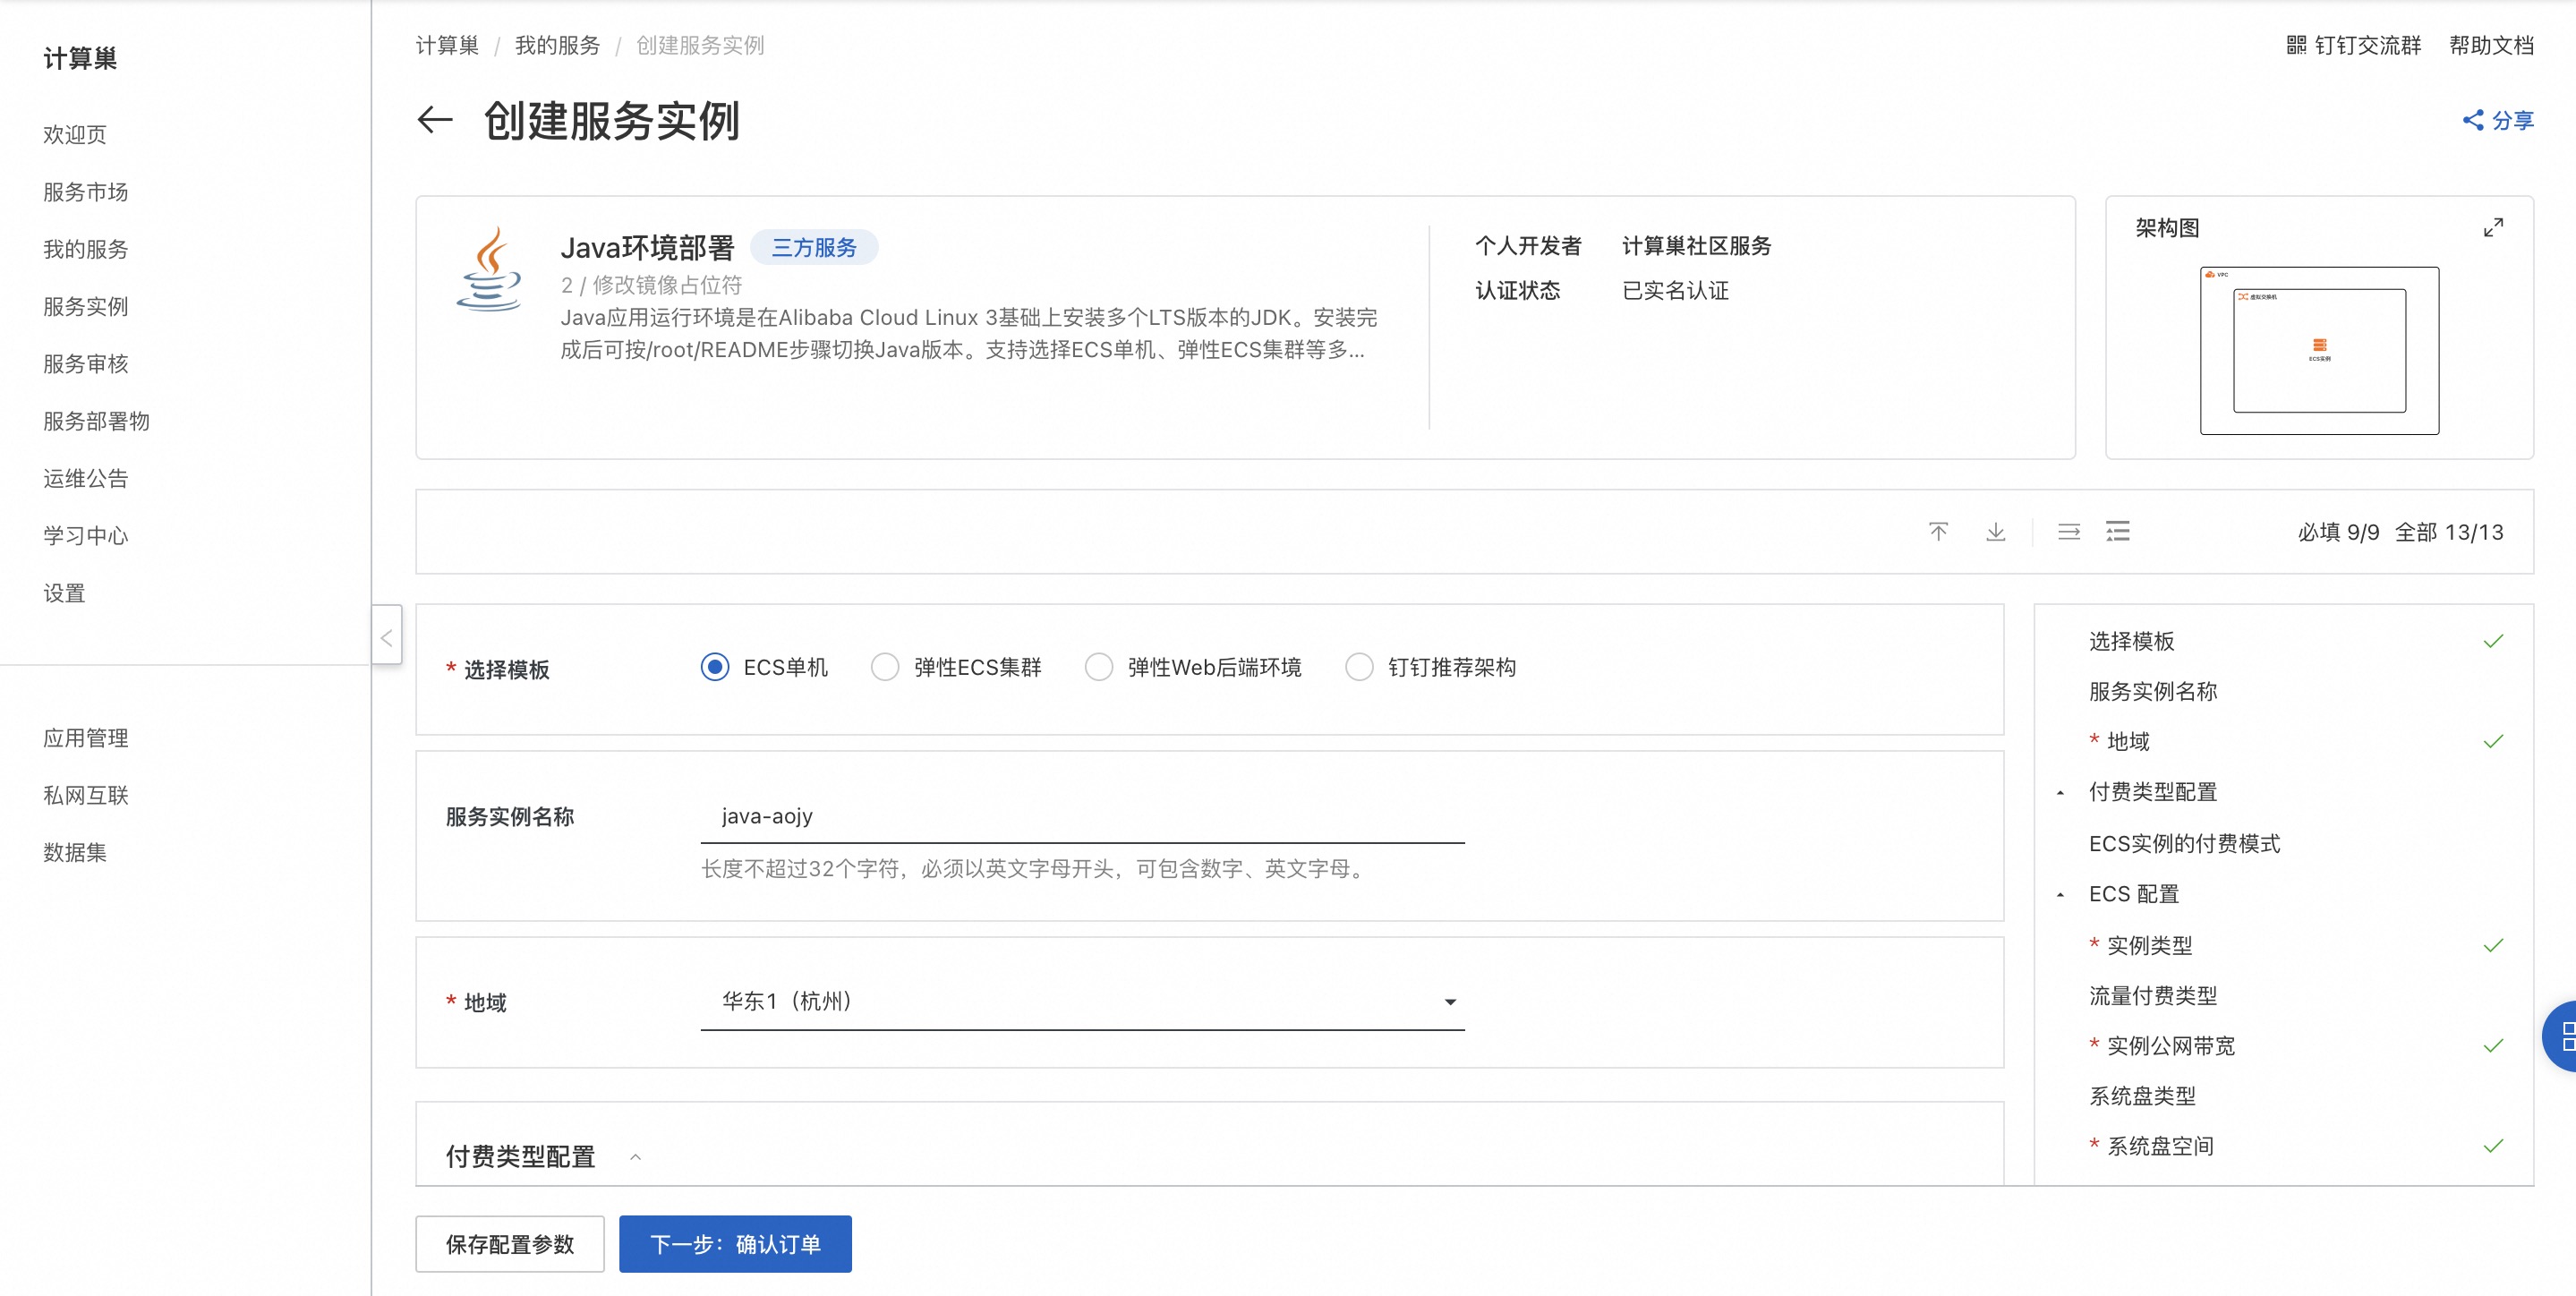 计算巢
欢迎页
服务市场
我的服务
服务实例
服务审核
服务部署物
运维公告
学习中心
设置
应用管理
私网互联
数据集
计算巢 / 我的服务 / 创建服务实例
钉钉交流群 帮助文档
创建服务实例
分享
Java环境部署 三方服务
2 / 修改镜像占位符
Java应用运行环境是在Alibaba Cloud Linux 3基础上安装多个LTS版本的JDK。安装完
成后可按/root/README步骤切换Java版本。支持选择ECS单机、弹性ECS集群等多...
个人开发者 计算巢社区服务
认证状态 已实名认证
架构图
VPC
虚拟交换机
ECS实例
必填 9/9 全部 13/13
* 选择模板 ECS单机 弹性ECS集群 弹性Web后端环境 钉钉推荐架构
服务实例名称 java-aojy
长度不超过32个字符，必须以英文字母开头，可包含数字、英文字母。
* 地域 华东1（杭州）
付费类型配置
选择模板
服务实例名称
* 地域
付费类型配置
ECS实例的付费模式
ECS 配置
* 实例类型
流量付费类型
* 实例公网带宽
系统盘类型
* 系统盘空间
保存配置参数 下一步：确认订单